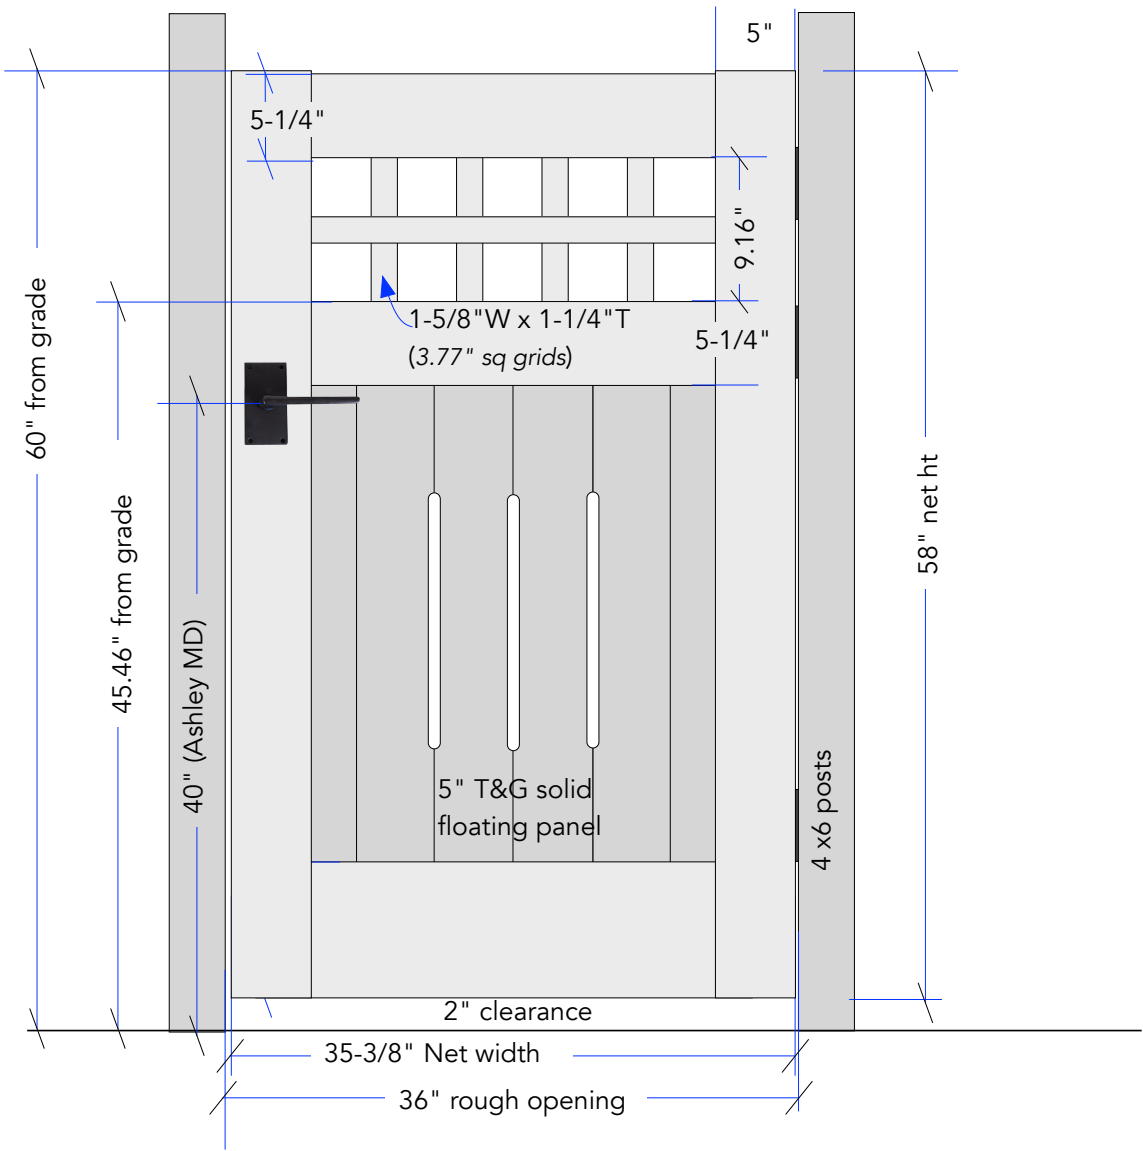 5"
5-1/4"
9.16"
1-5/8"W x 1-1/4"T
(3.77" sq grids)
5-1/4"
60" from grade
45.46" from grade
40" (Ashley MD)
58" net ht
5" T&G solid
floating panel
4 x6 posts
2" clearance
35-3/8" Net width
36" rough opening